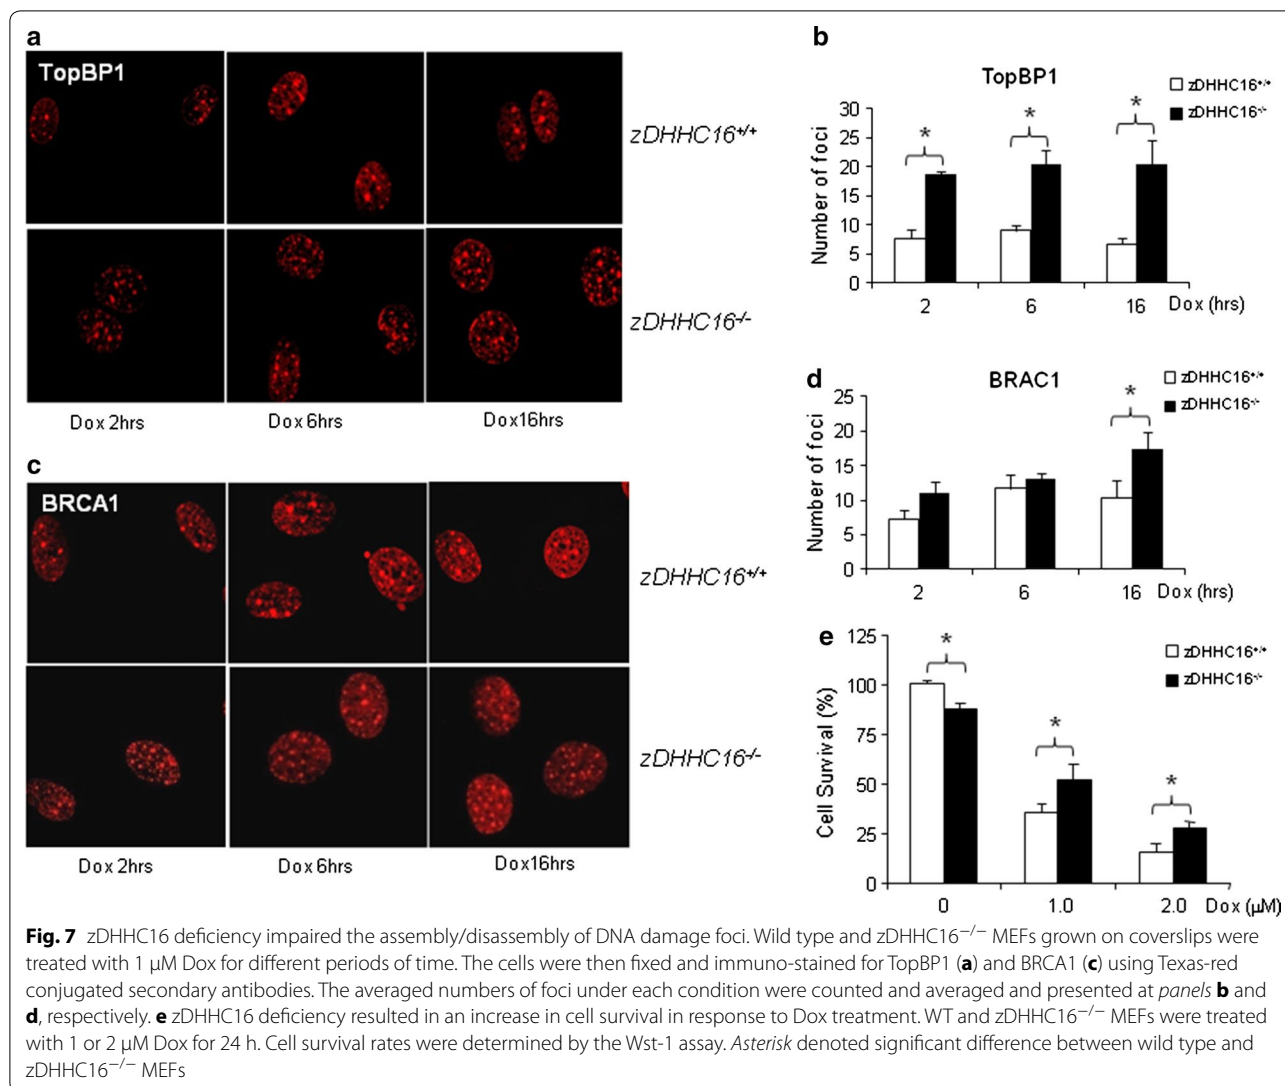 a
TopBP1
zDHHC16+/+
zDHHC16-/-
Dox 2hrs
Dox 6hrs
Dox16hrs
b
TopBP1
zDHHC16+/+
zDHHC16-/-
Number of foci
30
25
20
15
10
5
0
*
*
*
2
6
16
Dox (hrs)
c
BRCA1
zDHHC16+/+
zDHHC16-/-
Dox 2hrs
Dox 6hrs
Dox16hrs
d
BRAC1
zDHHC16+/+
zDHHC16-/-
Number of foci
25
20
15
10
5
0
*
2
6
16
Dox (hrs)
e
zDHHC16+/+
zDHHC16-/-
Cell Survival (%)
125
100
75
50
25
0
*
*
*
0
1.0
2.0
Dox (µM)
Fig. 7 zDHHC16 deficiency impaired the assembly/disassembly of DNA damage foci. Wild type and zDHHC16−/− MEFs grown on coverslips were
treated with 1 µM Dox for different periods of time. The cells were then fixed and immuno-stained for TopBP1 (a) and BRCA1 (c) using Texas-red
conjugated secondary antibodies. The averaged numbers of foci under each condition were counted and averaged and presented at panels b and
d, respectively. e zDHHC16 deficiency resulted in an increase in cell survival in response to Dox treatment. WT and zDHHC16−/− MEFs were treated
with 1 or 2 µM Dox for 24 h. Cell survival rates were determined by the Wst-1 assay. Asterisk denoted significant difference between wild type and
zDHHC16−/− MEFs